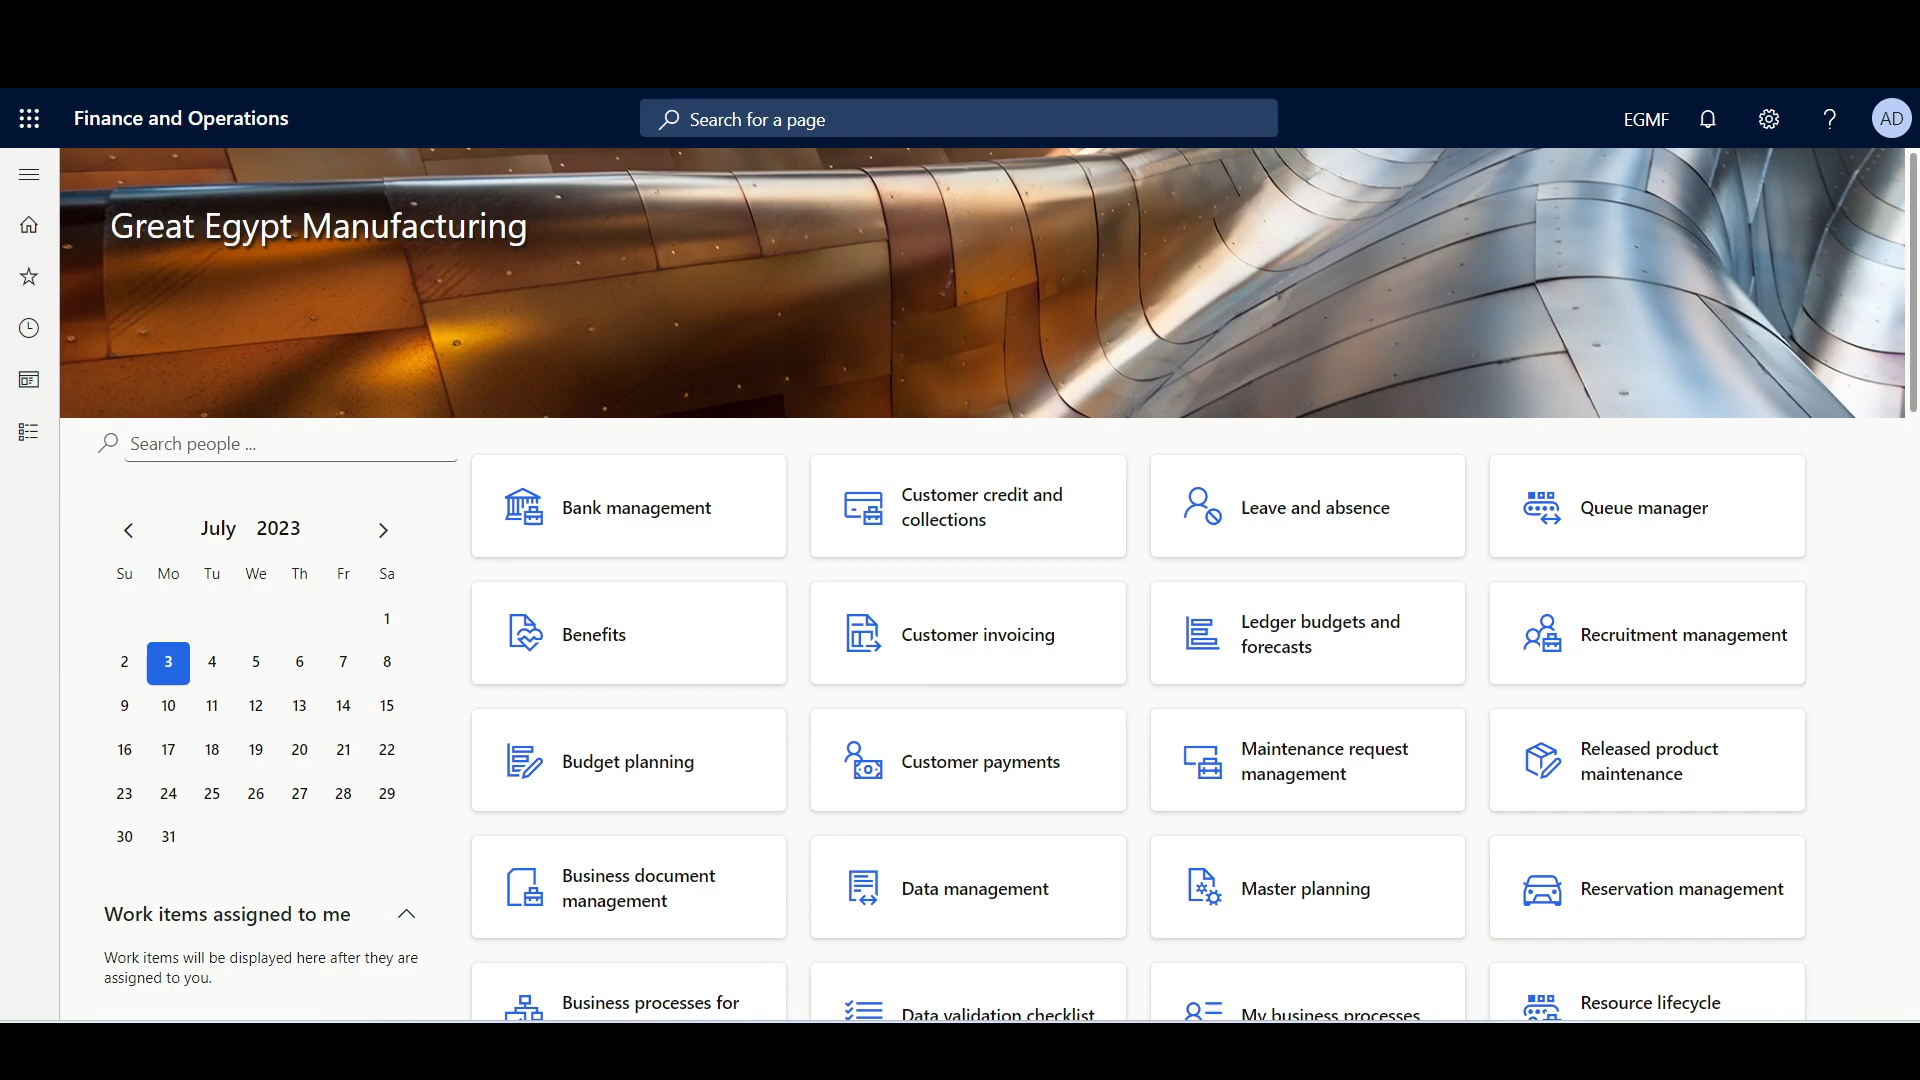 Finance and Operations
Search for a page
EGMF
AD
Great Egypt Manufacturing
Search people ...
July 2023
Su Mo Tu We Th Fr Sa
1
2 3 4 5 6 7 8
9 10 11 12 13 14 15
16 17 18 19 20 21 22
23 24 25 26 27 28 29
30 31
Work items assigned to me
Work items will be displayed here after they are
assigned to you.
Bank management
Customer credit and
collections
Leave and absence
Queue manager
Benefits
Customer invoicing
Ledger budgets and
forecasts
Recruitment management
Budget planning
Customer payments
Maintenance request
management
Released product
maintenance
Business document
management
Data management
Master planning
Reservation management
Business processes for
Data validation checklist
My business processes
Resource lifecycle